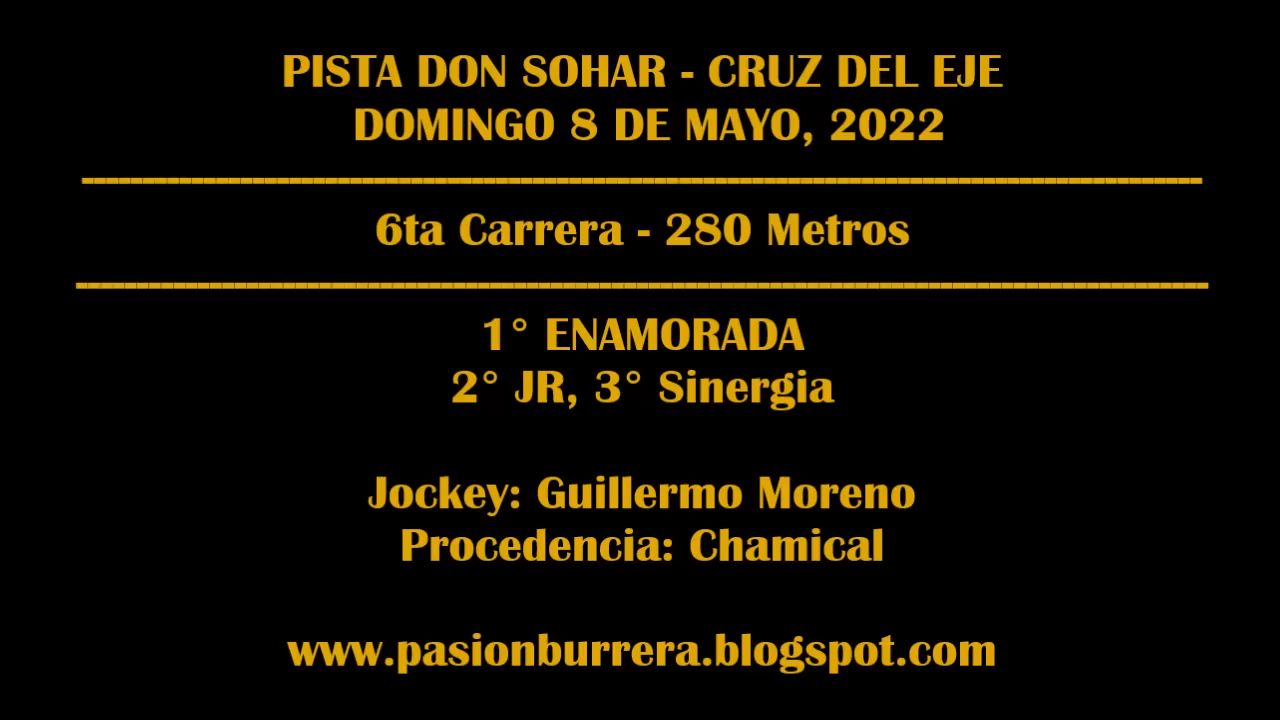 PISTA DON SOHAR - CRUZ DEL EJE
DOMINGO 8 DE MAYO, 2022
6ta Carrera - 280 Metros
1° ENAMORADA
2° JR, 3° Sinergia
Jockey: Guillermo Moreno
Procedencia: Chamical
www.pasionburrera.blogspot.com